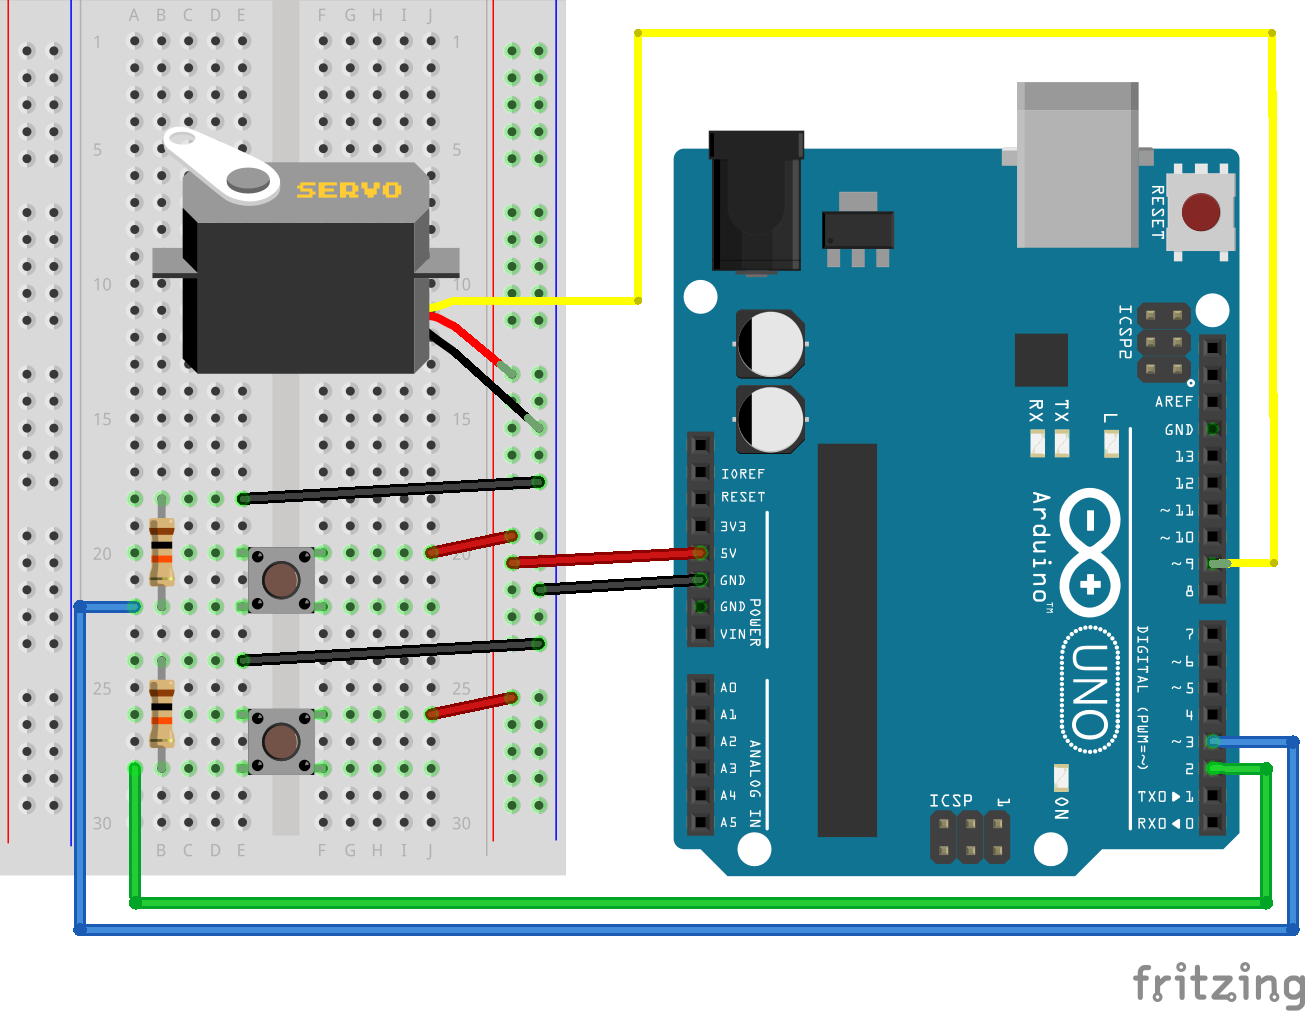 A B C D E F G H I J
1 1
5 5
SERVO
10 10
15 15
20 20
25 25
30 30
A B C D E F G H I J
RESET
ICSP2
AREF
GND
13
12
~11
~10
~9
8
7
~6
~5
4
~3
2
TX0▶1
RX0◀0
RX
TX
L
IOREF
RESET
3V3
5V
GND
GND
VIN
POWER
A0
A1
A2
A3
A4
A5
ANALOG IN
Arduino™
UNO
DIGITAL (PWM=~)
ICSP
1
ON
fritzing